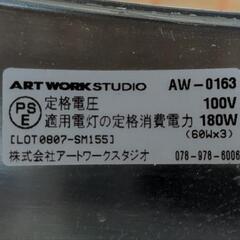 ART WORK STUDIO AW-0163
PSE 定格電圧 100V
適用電灯の定格消費電力 180W
[LOT0807-SM155] (60W×3)
株式会社アートワークスタジオ 078-978-6006